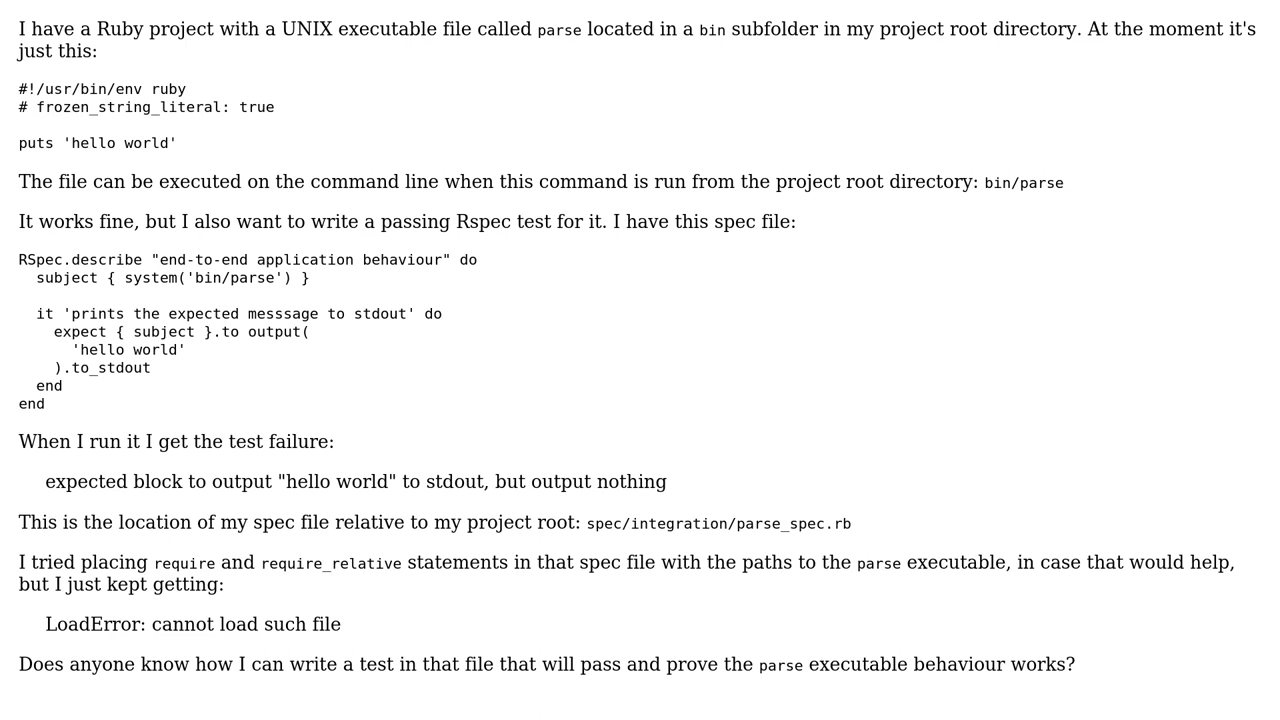 I have a Ruby project with a UNIX executable file called parse located in a bin subfolder in my project root directory. At the moment it's
just this:
#!/usr/bin/env ruby
# frozen_string_literal: true
puts 'hello world'
The file can be executed on the command line when this command is run from the project root directory: bin/parse
It works fine, but I also want to write a passing Rspec test for it. I have this spec file:
RSpec.describe "end-to-end application behaviour" do
  subject { system('bin/parse') }
  it 'prints the expected messsage to stdout' do
    expect { subject }.to output(
      'hello world'
    ).to_stdout
  end
end
When I run it I get the test failure:
expected block to output "hello world" to stdout, but output nothing
This is the location of my spec file relative to my project root: spec/integration/parse_spec.rb
I tried placing require and require_relative statements in that spec file with the paths to the parse executable, in case that would help,
but I just kept getting:
LoadError: cannot load such file
Does anyone know how I can write a test in that file that will pass and prove the parse executable behaviour works?